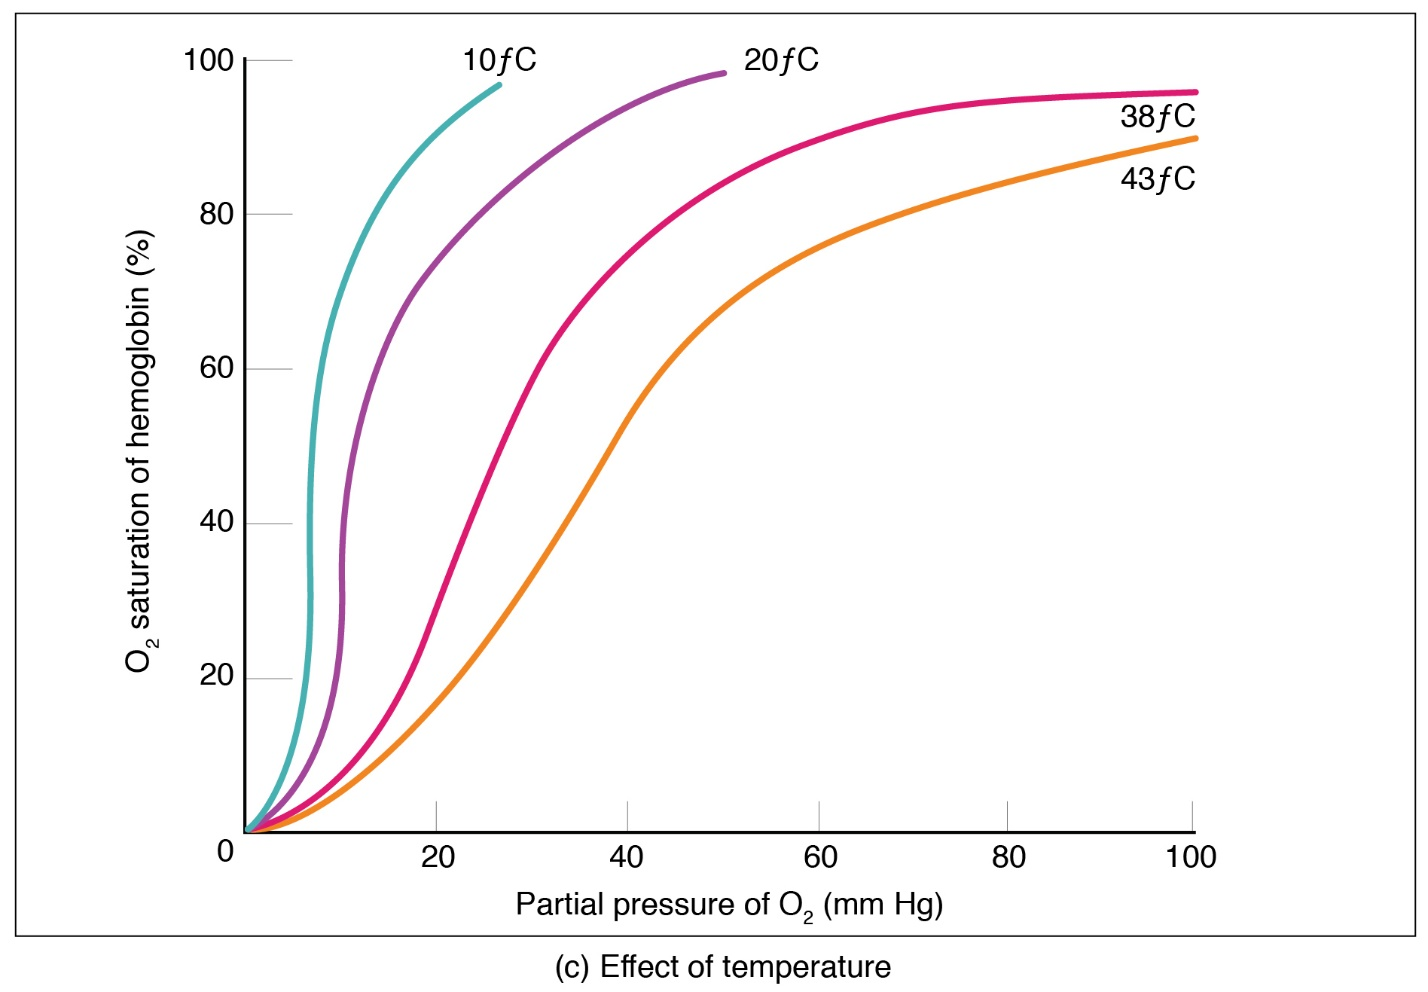 100
10ƒC
20ƒC
38ƒC
43ƒC
80
60
40
20
0
20
40
60
80
100
O₂ saturation of hemoglobin (%)
Partial pressure of O₂ (mm Hg)
(c) Effect of temperature